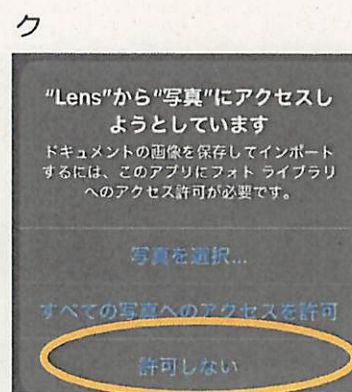 ク
“Lens”から“写真”にアクセスし
ようとしています
ドキュメントの画像を保存してインポート
するには、このアプリにフォト ライブラリ
へのアクセス許可が必要です。
写真を選択...
すべての写真へのアクセスを許可
許可しない